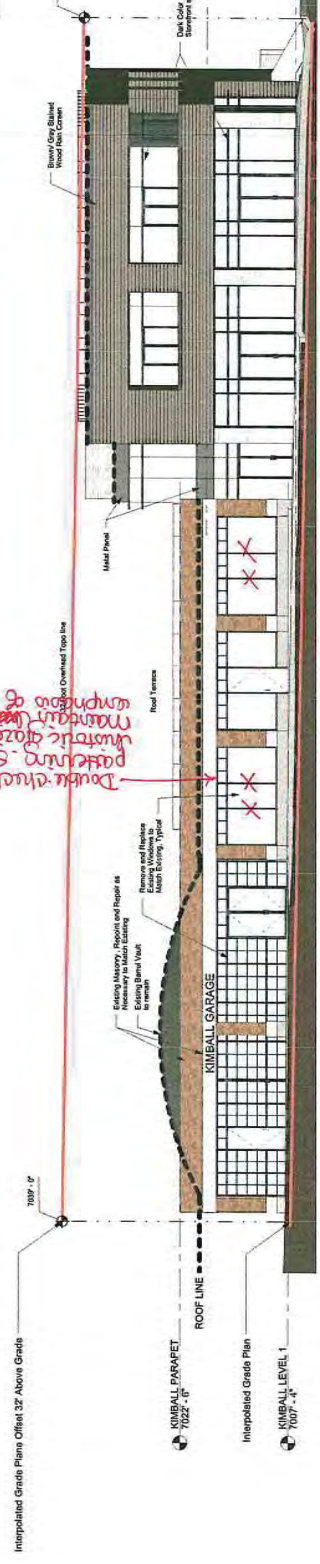 Interpolated Grade Plane Offset 32' Above Grade
7039' - 0"
Existing Masonry, Repoint and Repair as
Necessary to Match Existing
Existing Barrel Vault
to remain
Remove and Replace
Existing Windows to
Match Existing, Typical
Roof Terrace
Overhead Topo line
Double check
historic
maintain
emphasis
Metal Panel
Brown/ Gray Stained
Wood Rain Screen
Dark Color
Storefront
KIMBALL PARAPET
7022' - 6"
ROOF LINE
KIMBALL GARAGE
Interpolated Grade Plan
KIMBALL LEVEL 1
7007' - 4"